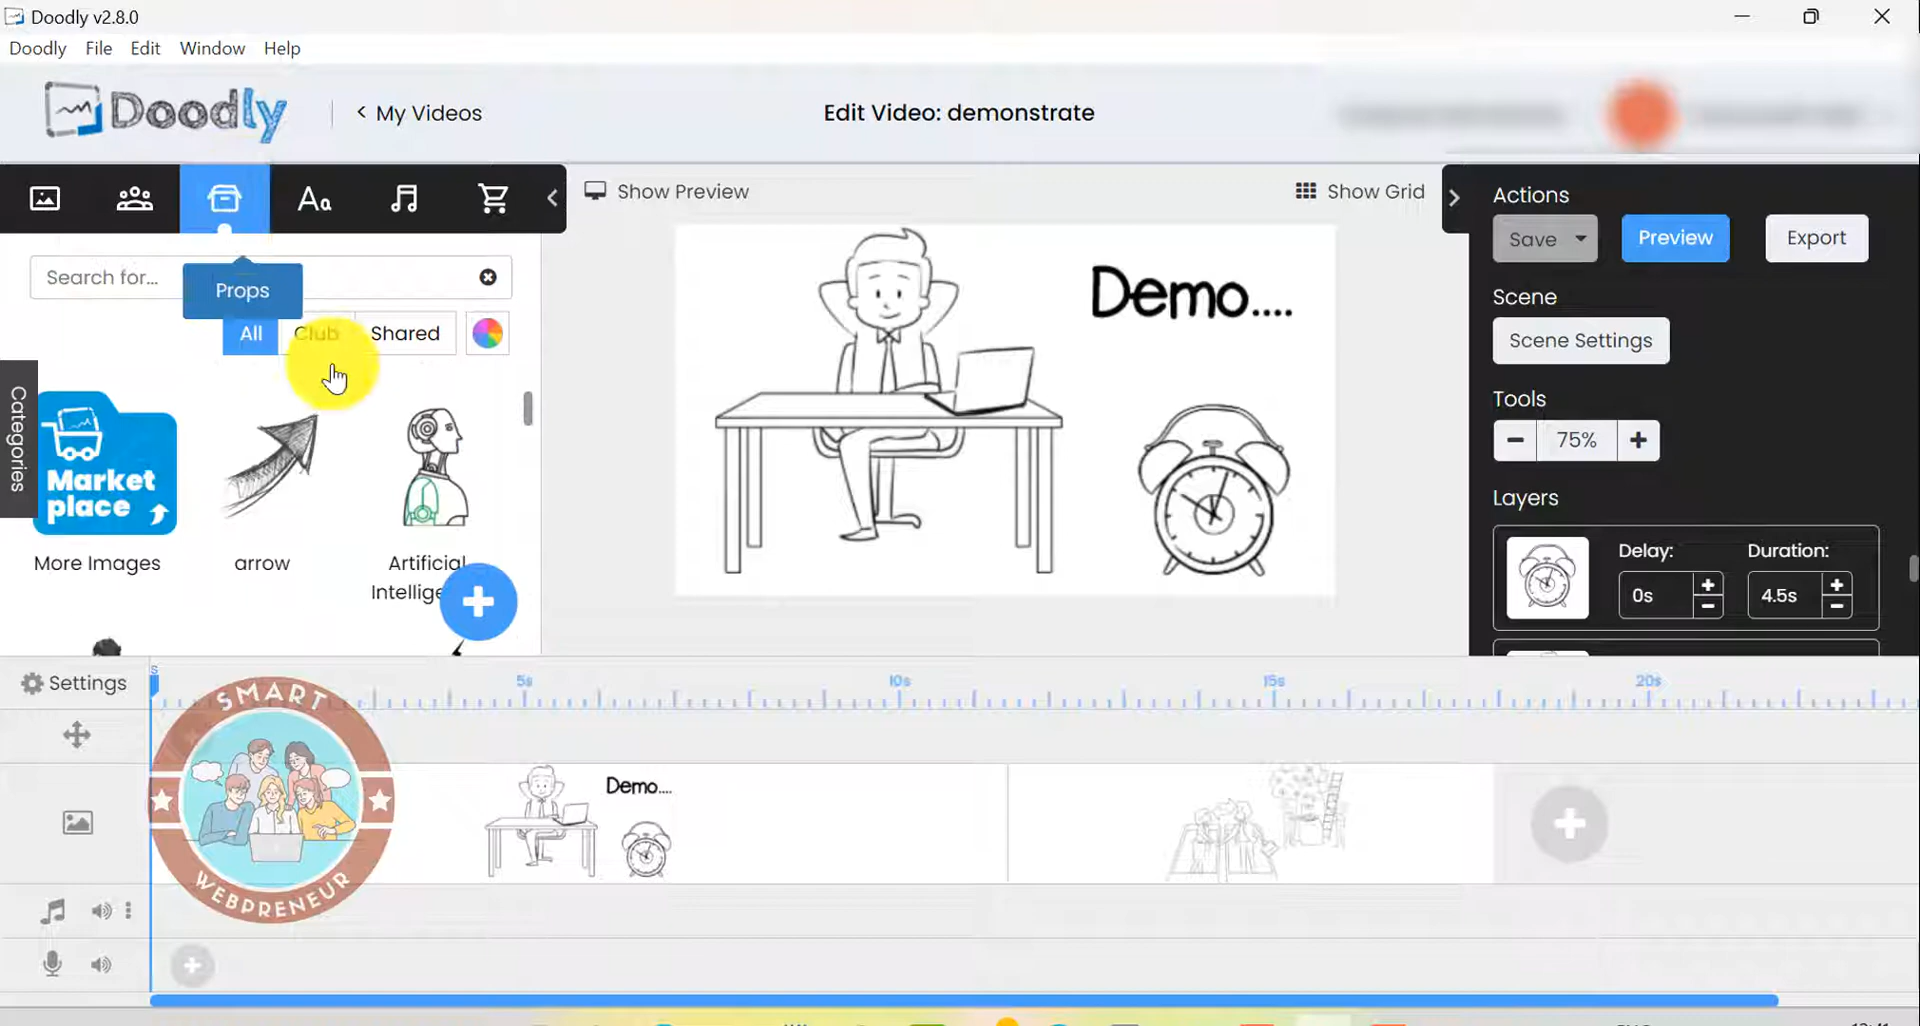 Doodly v2.8.0
Doodly File Edit Window Help
Doodly
< My Videos
Edit Video: demonstrate
Aa
Show Preview
Show Grid
Search for...
Props
All Club Shared
Categories
Market
place
More Images
arrow
Artificial
Intellige
Demo....
Actions
Save
Preview
Export
Scene
Scene Settings
Tools
75%
Layers
Delay:
Duration:
0s
4.5s
Settings
s 5s 10s 15s 20s
SMART
WEBPRENEUR
Demo....